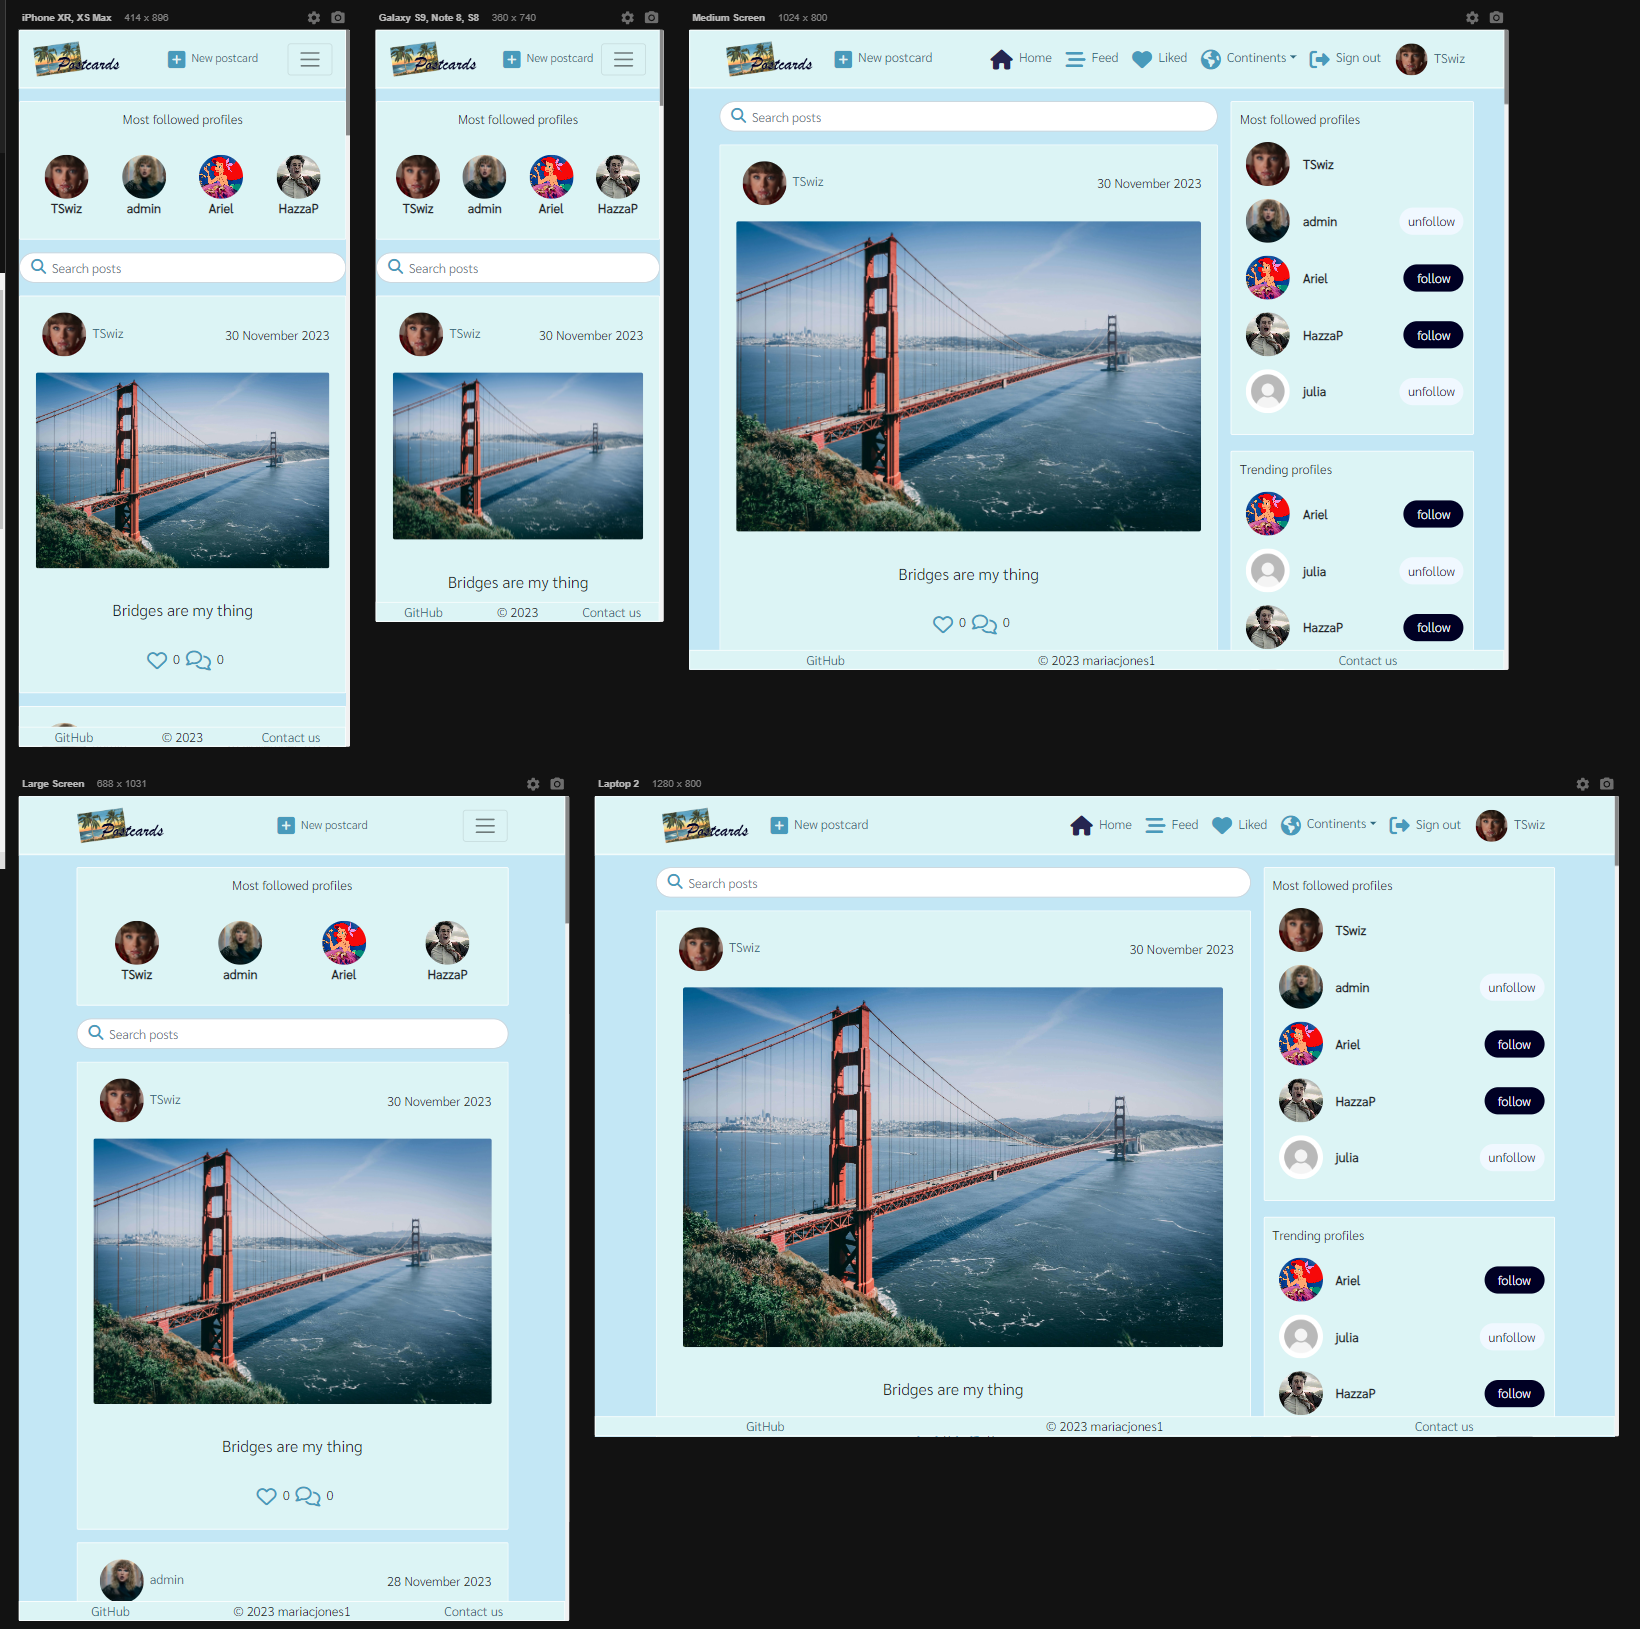 iPhone XR, XS Max 414 x 896
Postcards
New postcard
Most followed profiles
TSwiz admin Ariel HazzaP
Search posts
TSwiz 30 November 2023
Bridges are my thing
0 0
GitHub © 2023 Contact us
Galaxy S9, Note 8, S8 360 x 740
Postcards
New postcard
Most followed profiles
TSwiz admin Ariel HazzaP
Search posts
TSwiz 30 November 2023
Bridges are my thing
GitHub © 2023 Contact us
Medium Screen 1024 x 800
Postcards
New postcard Home Feed Liked Continents Sign out TSwiz
Search posts
TSwiz 30 November 2023
Bridges are my thing
0 0
Most followed profiles
TSwiz
admin unfollow
Ariel follow
HazzaP follow
julia unfollow
Trending profiles
Ariel follow
julia unfollow
HazzaP follow
GitHub © 2023 mariacjones1 Contact us
Large Screen 688 x 1031
Postcards
New postcard
Most followed profiles
TSwiz admin Ariel HazzaP
Search posts
TSwiz 30 November 2023
Bridges are my thing
0 0
admin 28 November 2023
GitHub © 2023 mariacjones1 Contact us
Laptop 2 1280 x 800
Postcards
New postcard Home Feed Liked Continents Sign out TSwiz
Search posts
TSwiz 30 November 2023
Bridges are my thing
Most followed profiles
TSwiz
admin unfollow
Ariel follow
HazzaP follow
julia unfollow
Trending profiles
Ariel follow
julia unfollow
HazzaP follow
GitHub © 2023 mariacjones1 Contact us